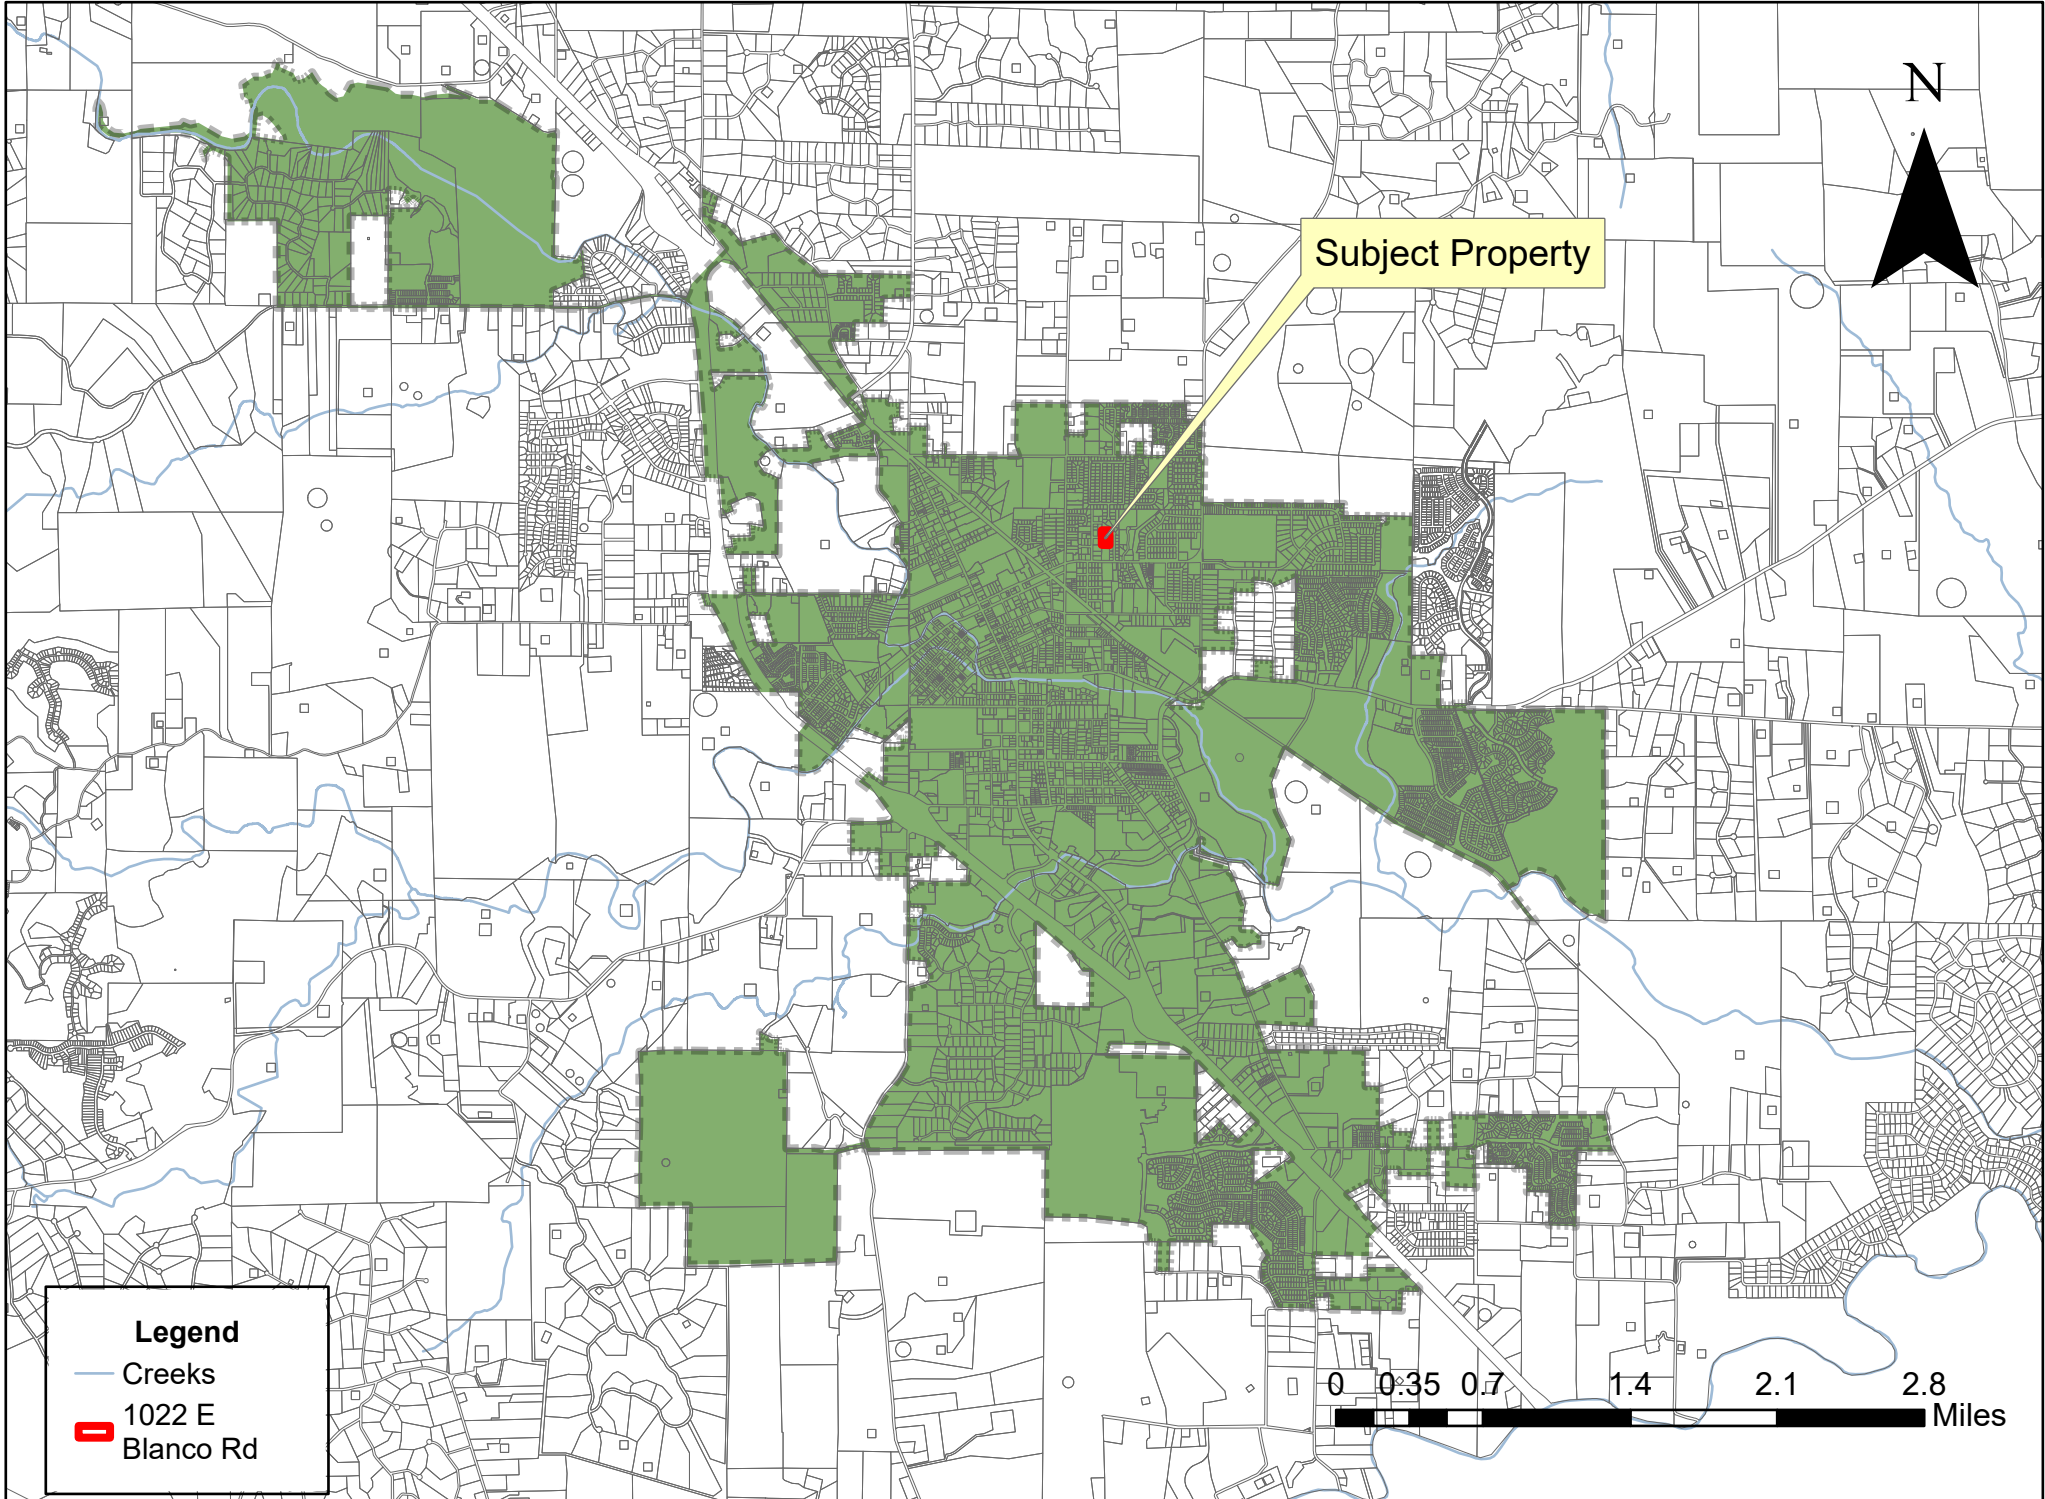 N
Subject Property
Legend
Creeks
1022 E
Blanco Rd
0 0.35 0.7 1.4 2.1 2.8
Miles